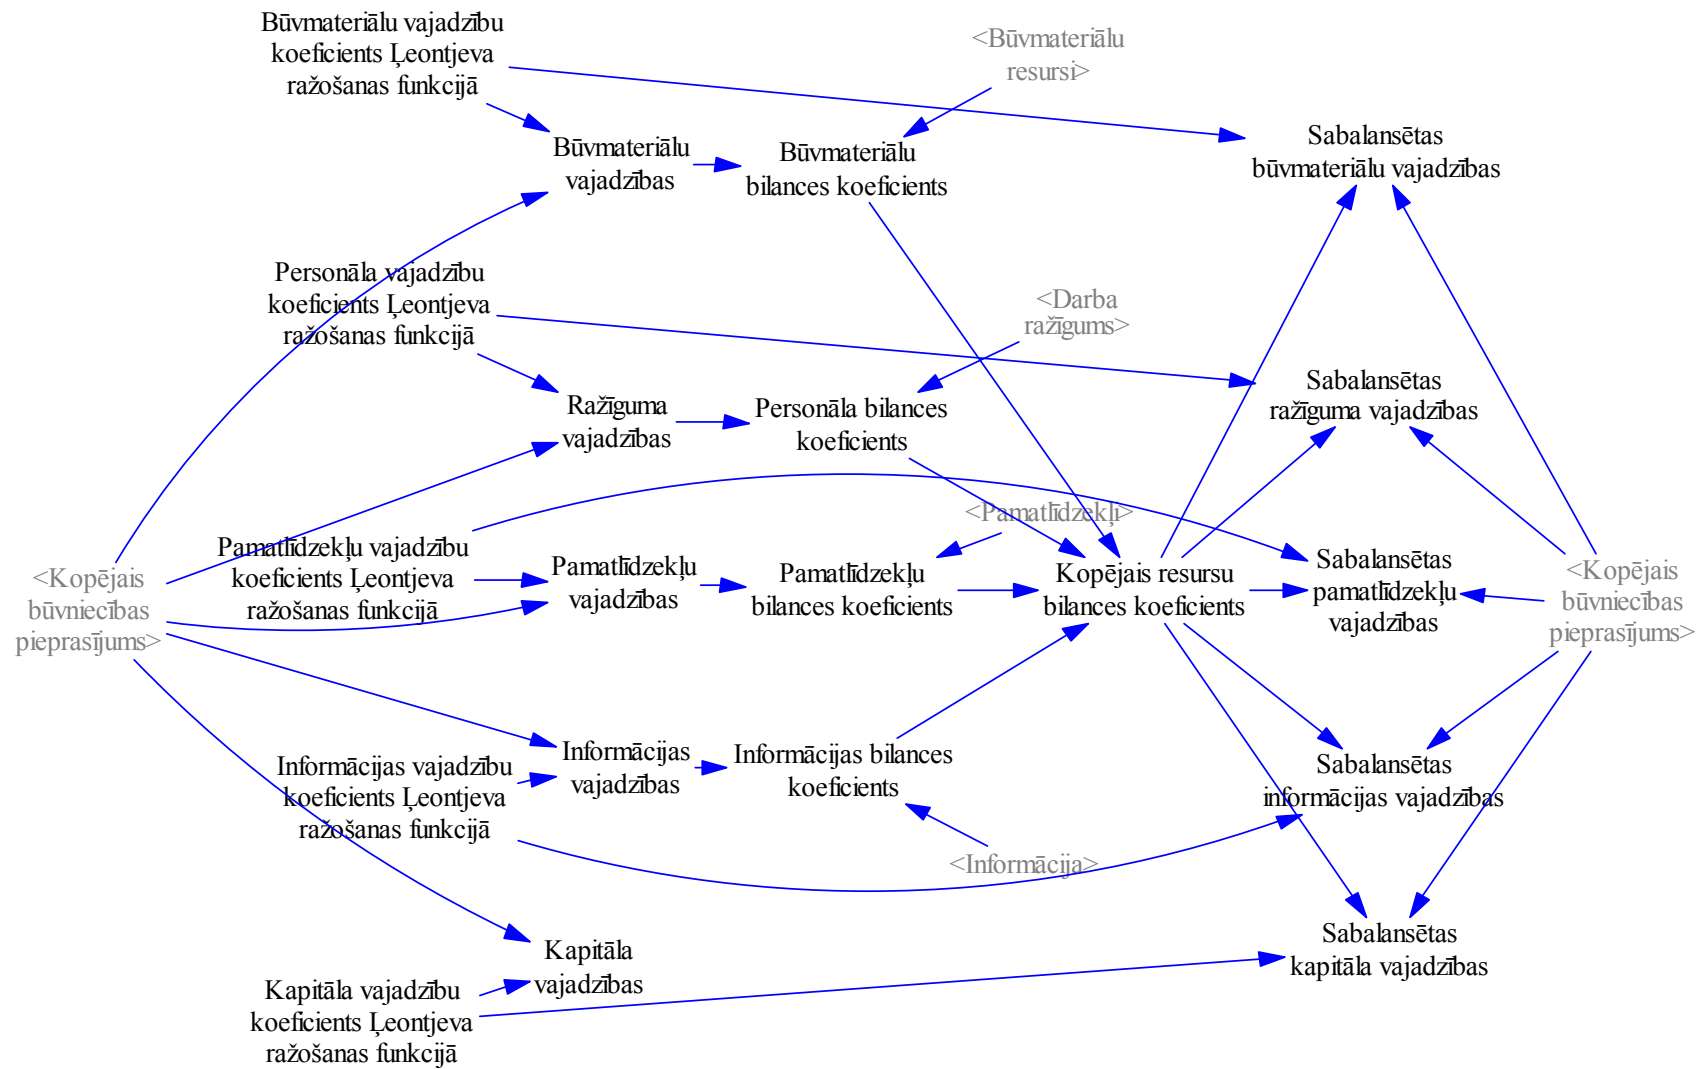 Būvmateriālu vajadzību
koeficients Ļeontjeva
ražošanas funkcijā
<Būvmateriālu
resursi>
Būvmateriālu
vajadzības
Būvmateriālu
bilances koeficients
Sabalansētas
būvmateriālu vajadzības
Personāla vajadzību
koeficients Ļeontjeva
ražošanas funkcijā
<Darba
ražīgums>
Ražīguma
vajadzības
Personāla bilances
koeficients
Sabalansētas
ražīguma vajadzības
<Kopējais
būvniecības
pieprasījums>
Pamatlīdzekļu vajadzību
koeficients Ļeontjeva
ražošanas funkcijā
Pamatlīdzekļu
vajadzības
<Pamatlīdzekļi>
Pamatlīdzekļu
bilances koeficients
Kopējais resursu
bilances koeficients
Sabalansētas
pamatlīdzekļu
vajadzības
<Kopējais
būvniecības
pieprasījums>
Informācijas vajadzību
koeficients Ļeontjeva
ražošanas funkcijā
Informācijas
vajadzības
Informācijas bilances
koeficients
<Informācija>
Sabalansētas
informācijas vajadzības
Kapitāla
vajadzības
Kapitāla vajadzību
koeficients Ļeontjeva
ražošanas funkcijā
Sabalansētas
kapitāla vajadzības